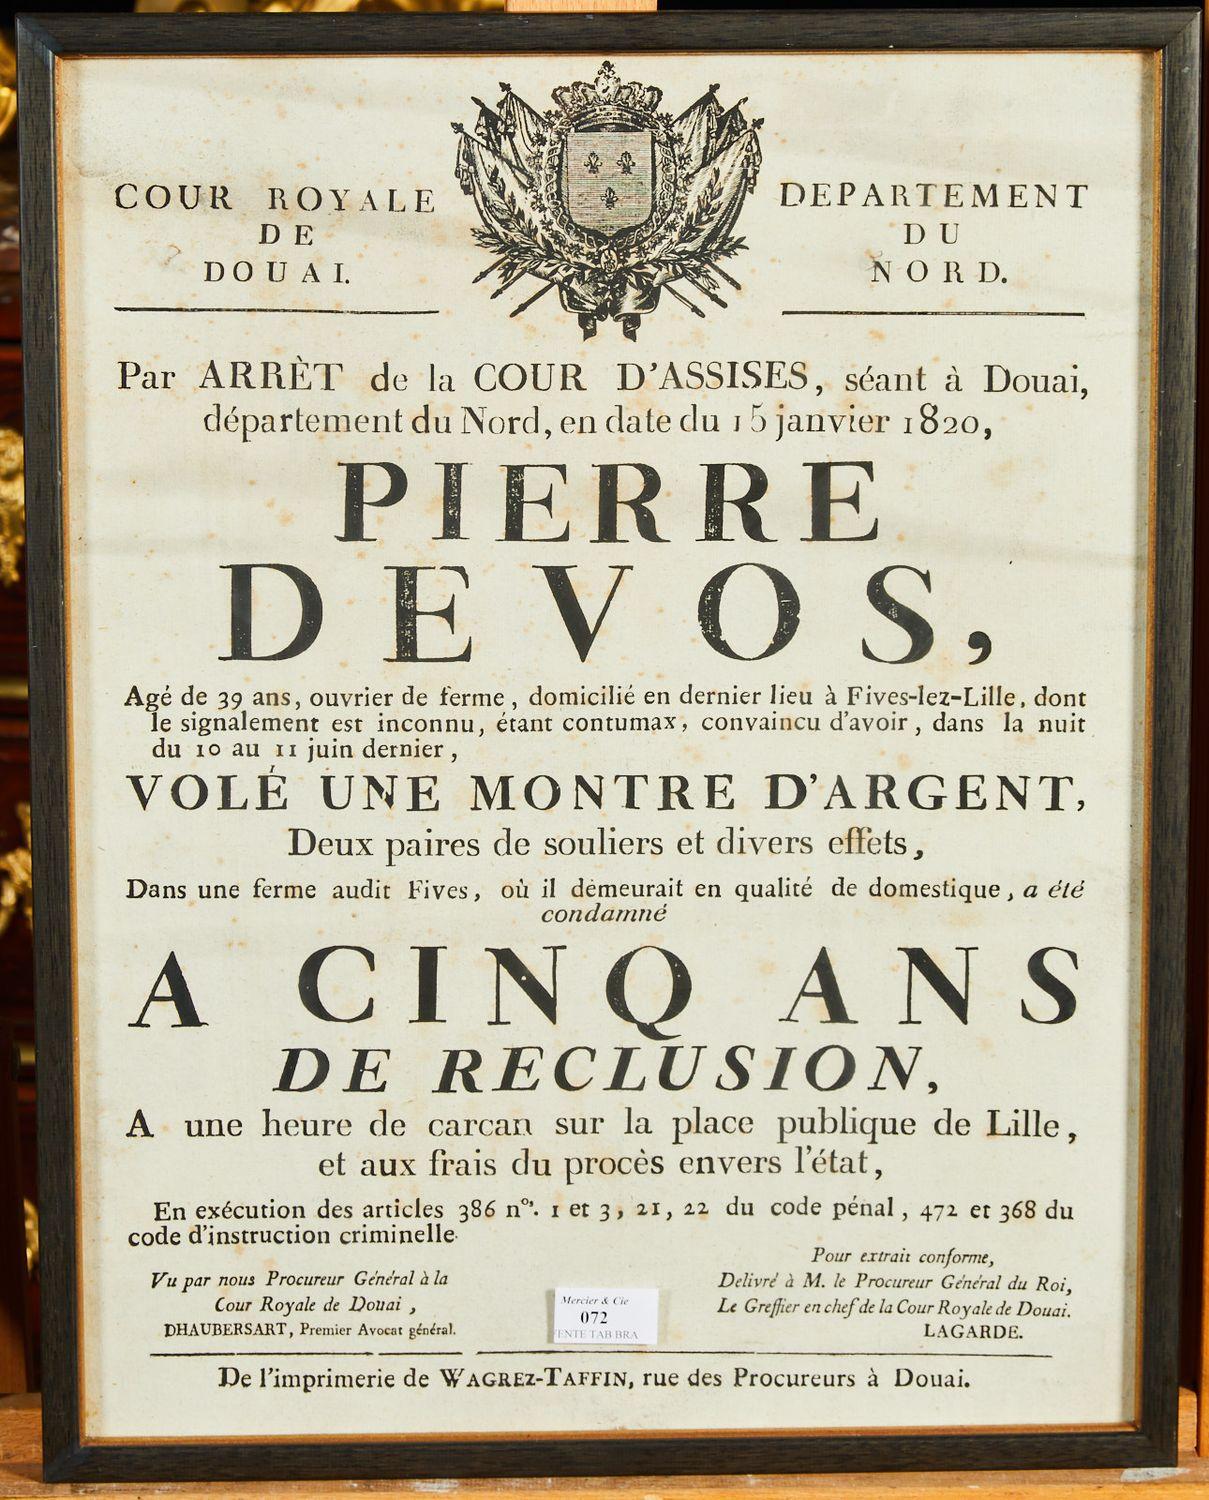 COUR ROYALE
DE
DOUAI.
DEPARTEMENT
DU
NORD.
Par ARRÈT de la COUR D'ASSISES, séant à Douai,
département du Nord, en date du 15 janvier 1820,
PIERRE
DEVOS,
Agé de 39 ans, ouvrier de ferme, domicilié en dernier lieu à Fives-lez-Lille, dont
le signalement est inconnu, étant contumax, convaincu d'avoir, dans la nuit
du 10 au 11 juin dernier,
VOLÉ UNE MONTRE D'ARGENT,
Deux paires de souliers et divers effets,
Dans une ferme audit Fives, où il demeurait en qualité de domestique, a été
condamné
A CINQ ANS
DE RECLUSION,
A une heure de carcan sur la place publique de Lille,
et aux frais du procès envers l'état,
En exécution des articles 386 nos. 1 et 3, 21, 22 du code pénal, 472 et 368 du
code d'instruction criminelle.
Vu par nous Procureur Général à la
Cour Royale de Douai,
DHAUBERSART, Premier Avocat général.
Pour extrait conforme,
Delivré à M. le Procureur Général du Roi,
Le Greffier en chef de la Cour Royale de Douai.
LAGARDE.
Mercier & Cie
072
VENTE TAB BRA
De l'imprimerie de WAGREZ-TAFFIN, rue des Procureurs à Douai.